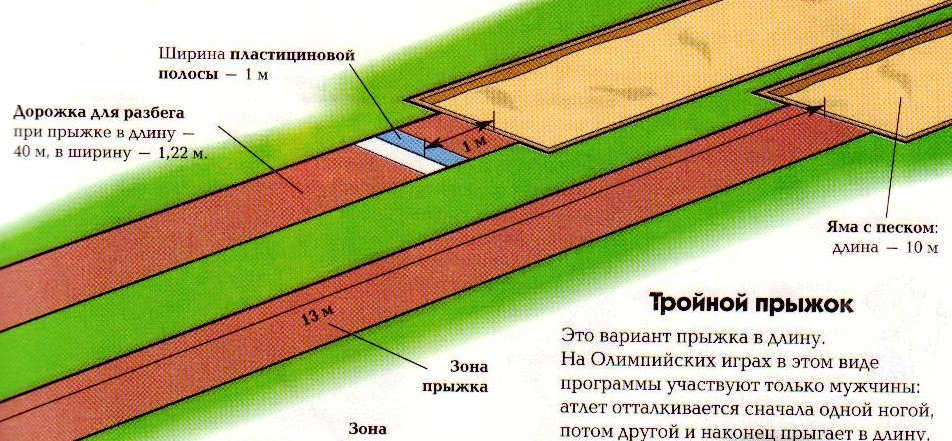 Ширина пластициновой
полосы — 1 м
Дорожка для разбега
при прыжке в длину —
40 м, в ширину — 1,22 м.
1 м
Яма с песком:
длина — 10 м
13 м
Зона
прыжка
Зона
Тройной прыжок
Это вариант прыжка в длину.
На Олимпийских играх в этом виде
программы участвуют только мужчины:
атлет отталкивается сначала одной ногой,
потом другой и наконец прыгает в длину.